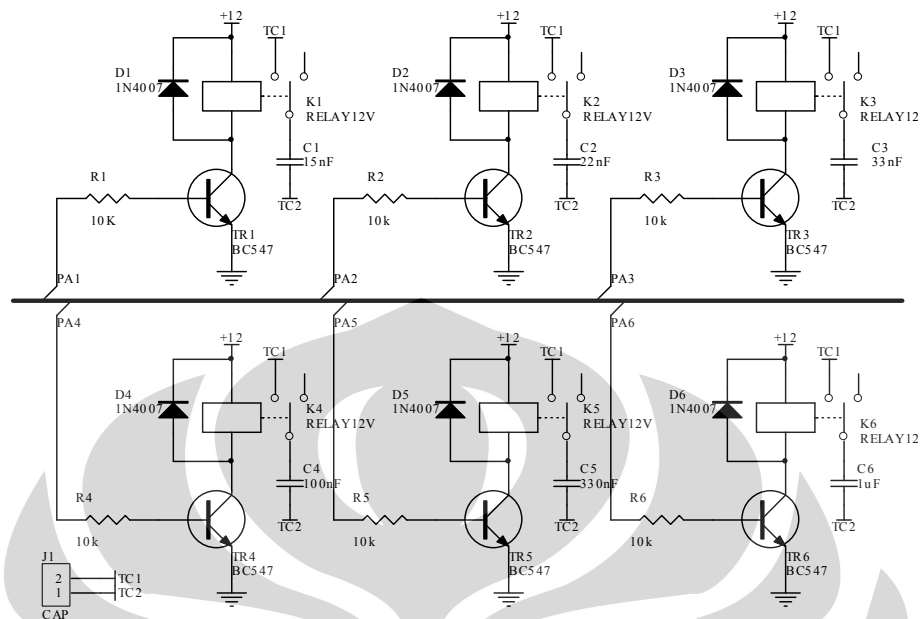 +12
TC1
D1
1N4007
K1
RELAY12V
C1
15nF
R1
10K
TC2
TR1
BC547
PA1
+12
TC1
D2
1N4007
K2
RELAY12V
C2
22nF
R2
10k
TC2
TR2
BC547
PA2
+12
TC1
D3
1N4007
K3
RELAY12
C3
33nF
R3
10k
TC2
TR3
BC547
PA3
PA4
+12
TC1
D4
1N4007
K4
RELAY12V
C4
100nF
R4
10k
TC2
TR4
BC547
PA5
+12
TC1
D5
1N4007
K5
RELAY12V
C5
330nF
R5
10k
TC2
TR5
BC547
PA6
+12
TC1
D6
1N4007
K6
RELAY12
C6
1uF
R6
10k
TC2
TR6
BC547
J1
2 TC1
1 TC2
CAP